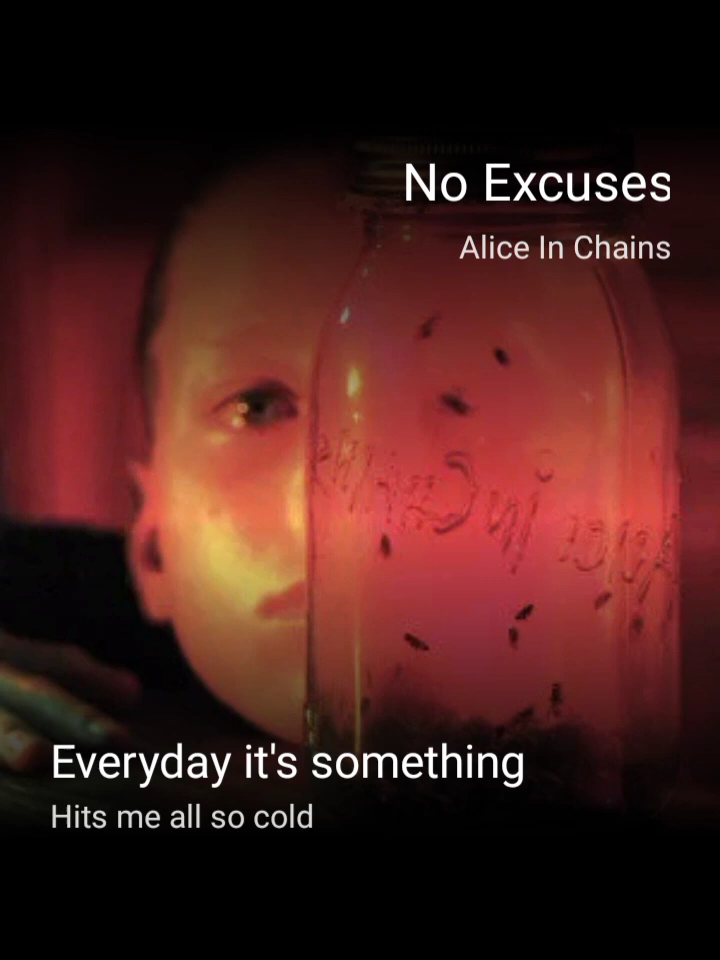 No Excuses
Alice In Chains
Everyday it's something
Hits me all so cold